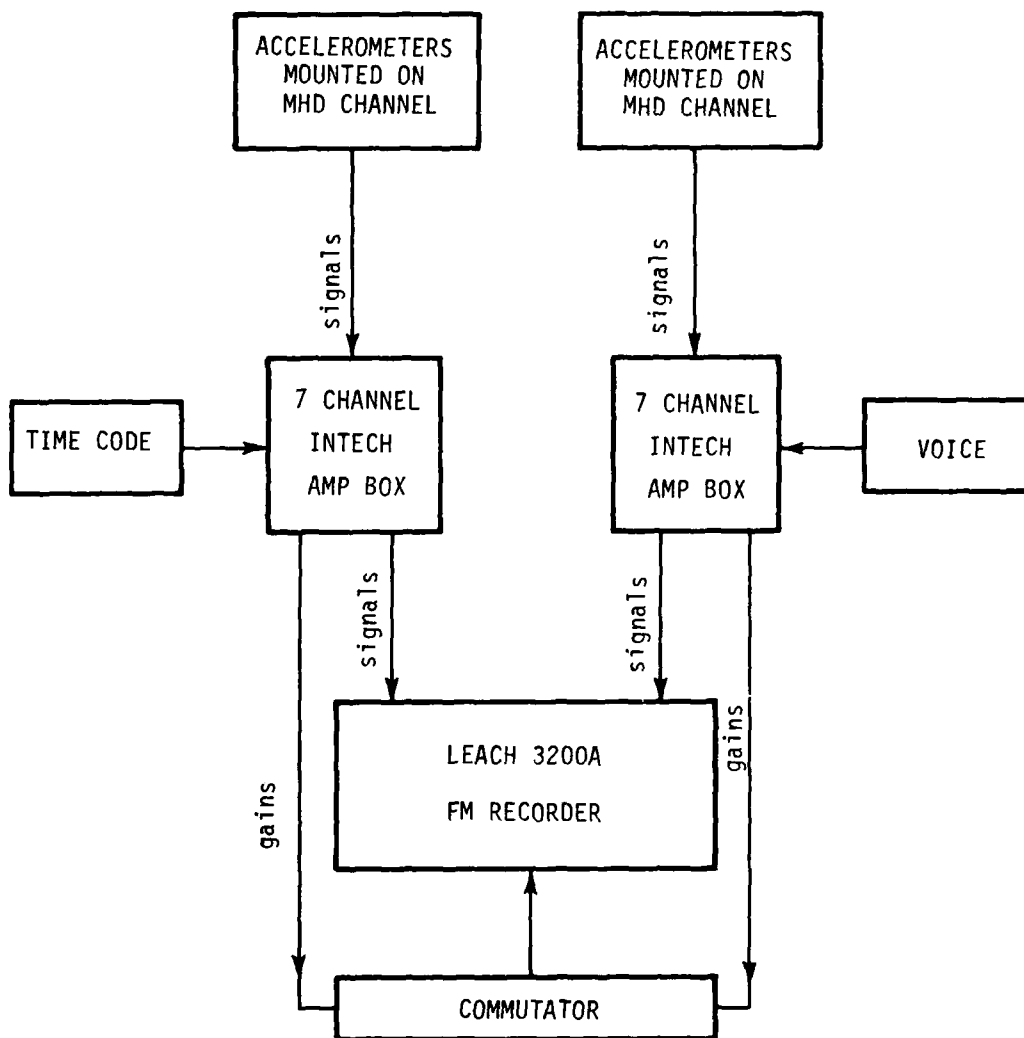 ACCELEROMETERS
MOUNTED ON
MHD CHANNEL
ACCELEROMETERS
MOUNTED ON
MHD CHANNEL
signals
signals
TIME CODE
7 CHANNEL
INTECH
AMP BOX
7 CHANNEL
INTECH
AMP BOX
VOICE
signals
signals
gains
gains
LEACH 3200A
FM RECORDER
COMMUTATOR